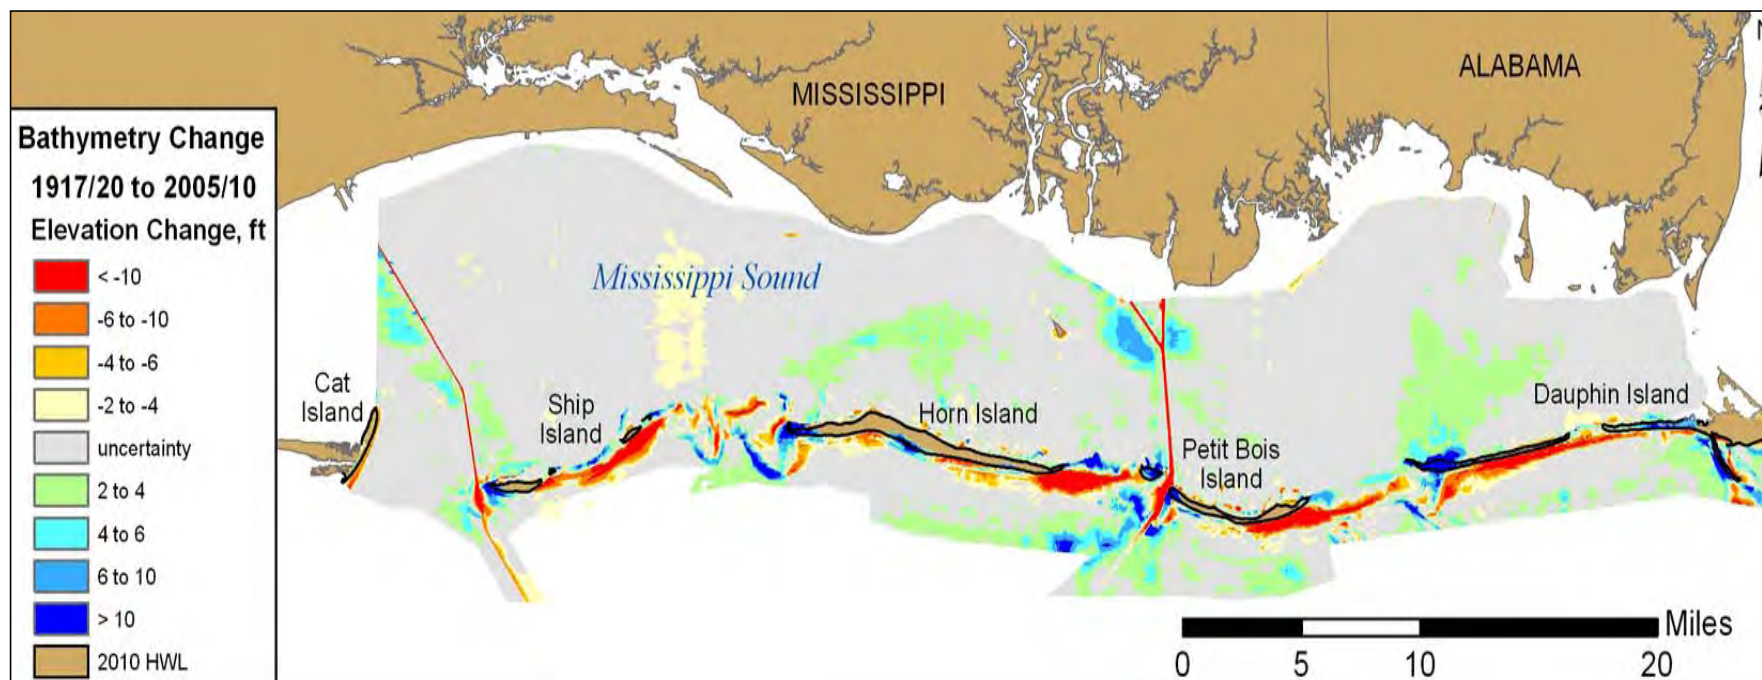 MISSISSIPPI
ALABAMA
N
Bathymetry Change
1917/20 to 2005/10
Elevation Change, ft
< -10
-6 to -10
-4 to -6
-2 to -4
uncertainty
2 to 4
4 to 6
6 to 10
> 10
2010 HWL
Mississippi Sound
Cat
Island
Ship
Island
Horn Island
Petit Bois
Island
Dauphin Island
Miles
0 5 10 20